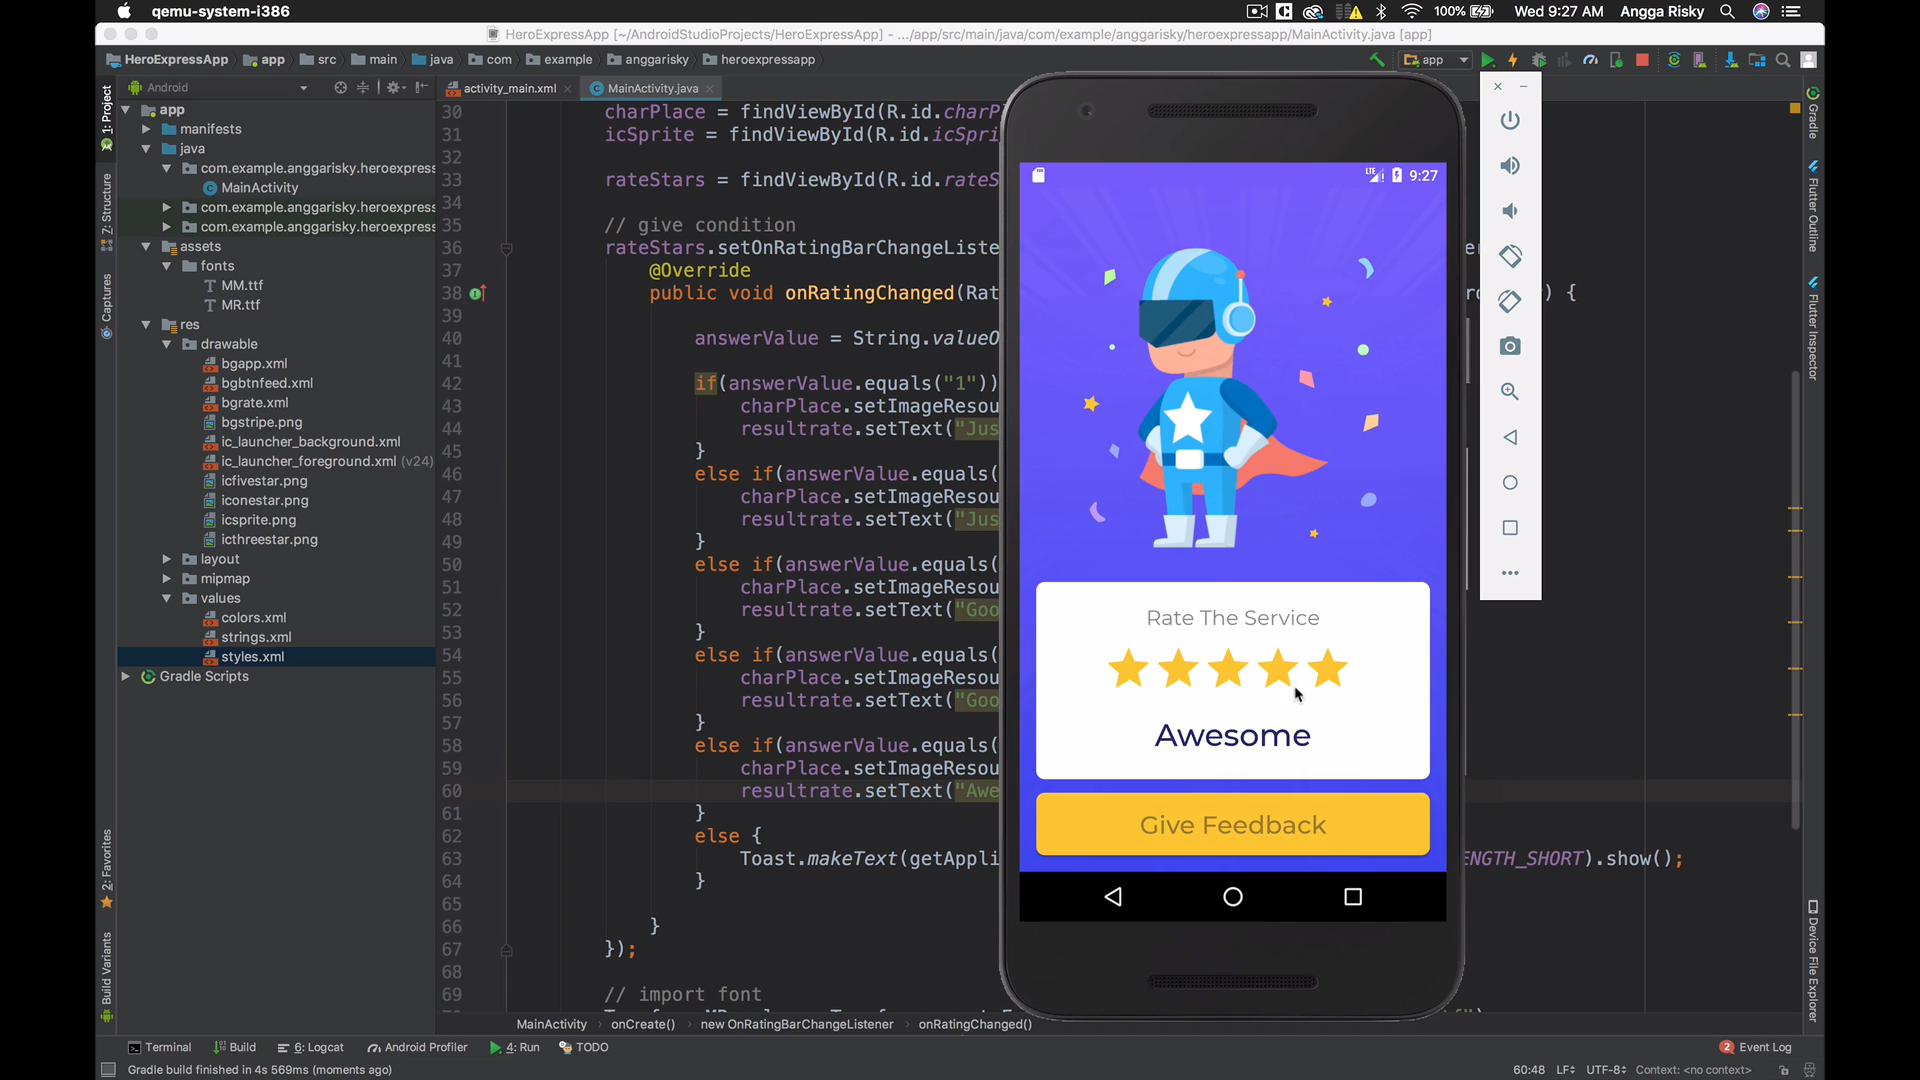 qemu-system-i386
100%
Wed 9:27 AM
Angga Risky
HeroExpressApp [~/AndroidStudioProjects/HeroExpressApp] - .../app/src/main/java/com/example/anggarisky/heroexpressapp/MainActivity.java [app]
HeroExpressApp
app
src
main
java
com
example
anggarisky
heroexpressapp
app
Android
activity_main.xml
MainActivity.java
1: Project
Z: Structure
Captures
2: Favorites
Build Variants
app
manifests
java
com.example.anggarisky.heroexpress
MainActivity
com.example.anggarisky.heroexpress
com.example.anggarisky.heroexpress
assets
fonts
MM.ttf
MR.ttf
res
drawable
bgapp.xml
bgbtnfeed.xml
bgrate.xml
bgstripe.png
ic_launcher_background.xml
ic_launcher_foreground.xml (v24)
icfivestar.png
iconestar.png
icsprite.png
icthreestar.png
layout
mipmap
values
colors.xml
strings.xml
styles.xml
Gradle Scripts
30 charPlace = findViewById(R.id.charP
31 icSprite = findViewById(R.id.icSpri
32
33 rateStars = findViewById(R.id.rateS
34
35 // give condition
36 rateStars.setOnRatingBarChangeListe
37 @Override
38 public void onRatingChanged(Rat ) {
39
40 answerValue = String.valueO
41
42 if(answerValue.equals("1"))
43 charPlace.setImageResou
44 resultrate.setText("Jus
45 }
46 else if(answerValue.equals(
47 charPlace.setImageResou
48 resultrate.setText("Jus
49 }
50 else if(answerValue.equals(
51 charPlace.setImageResou
52 resultrate.setText("Goo
53 }
54 else if(answerValue.equals(
55 charPlace.setImageResou
56 resultrate.setText("Goo
57 }
58 else if(answerValue.equals(
59 charPlace.setImageResou
60 resultrate.setText("Awe
61 }
62 else {
63 Toast.makeText(getAppli ENGTH_SHORT).show();
64 }
65
66 }
67 });
68
69 // import font
LTE
9:27
Rate The Service
Awesome
Give Feedback
Gradle
Flutter Outline
Flutter Inspector
Device File Explorer
MainActivity
onCreate()
new OnRatingBarChangeListener
onRatingChanged()
Terminal
Build
6: Logcat
Android Profiler
4: Run
TODO
2 Event Log
Gradle build finished in 4s 569ms (moments ago)
60:48
LF
UTF-8
Context: <no context>